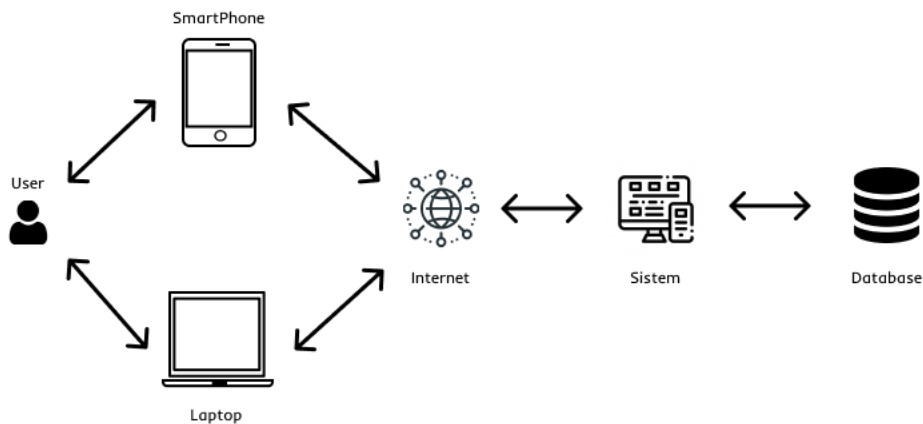 SmartPhone
User
Internet
Sistem
Database
Laptop